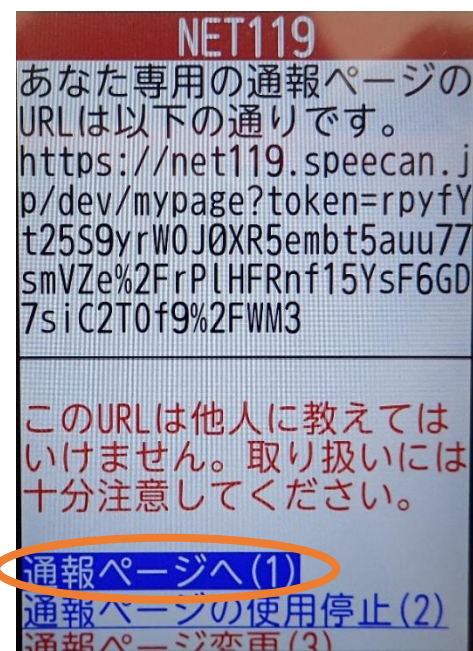 NET119
あなた専用の通報ページの
URLは以下の通りです。
https://net119.speecan.j
p/dev/mypage?token=rpyfY
t25S9yrW0J0XR5embt5auu77
smVZe%2FrPlHFRnf15YsF6GD
7siC2T0f9%2FWM3
このURLは他人に教えては
いけません。取り扱いには
十分注意してください。
通報ページへ(1)
通報ページの使用停止(2)
通報ページ変更(3)